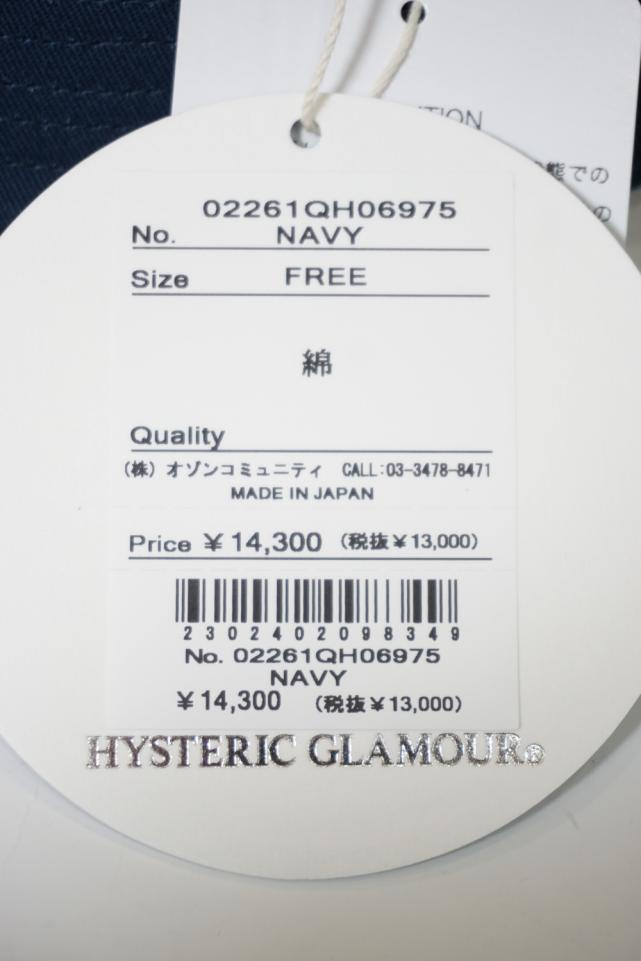 ITION
態での
の
02261QH06975
No. NAVY
Size FREE
綿
Quality
(株) オゾンコミュニティ CALL:03-3478-8471
MADE IN JAPAN
Price ¥14,300 (税抜¥13,000)
2302402098349
No. 02261QH06975
NAVY
¥14,300 (税抜¥13,000)
HYSTERIC GLAMOUR®